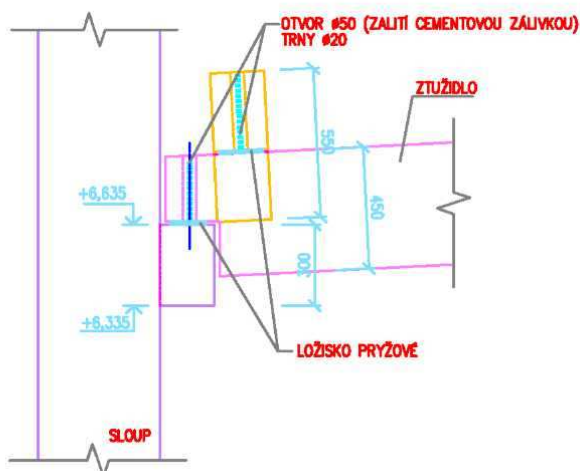 OTVOR ø50 (ZALITÍ CEMENTOVOU ZÁLIVKOU)
TRNY ø20
ZTUŽIDLO
550
450
+6,635
300
+6,335
LOŽISKO PRYŽOVÉ
SLOUP